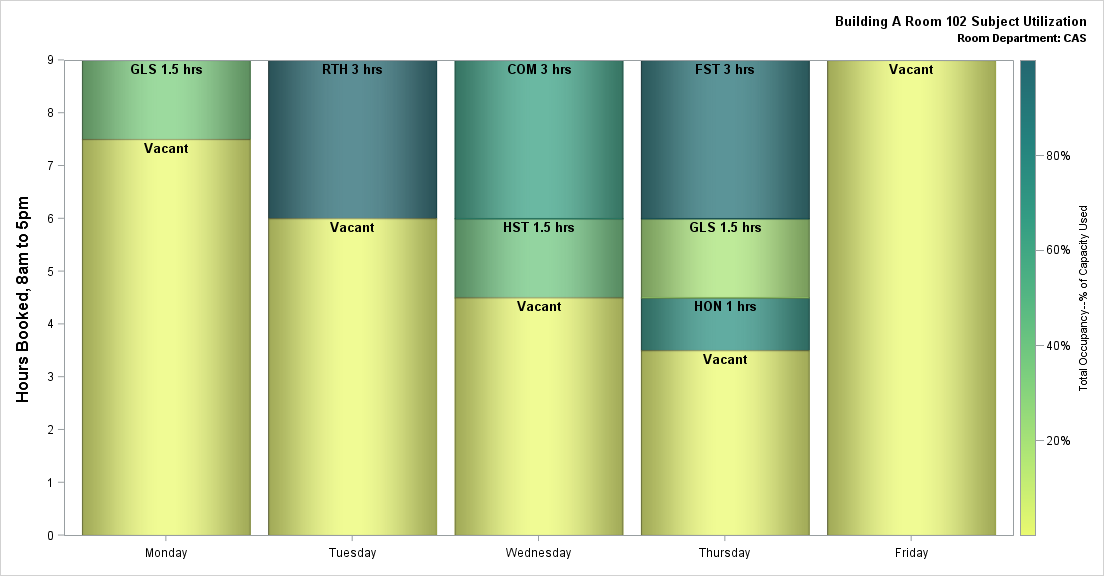 Building A Room 102 Subject Utilization
Room Department: CAS
Hours Booked, 8am to 5pm
9
8
7
6
5
4
3
2
1
0
GLS 1.5 hrs
Vacant
RTH 3 hrs
Vacant
COM 3 hrs
HST 1.5 hrs
Vacant
FST 3 hrs
GLS 1.5 hrs
HON 1 hrs
Vacant
Vacant
Monday
Tuesday
Wednesday
Thursday
Friday
80%
60%
40%
20%
Total Occupancy--% of Capacity Used